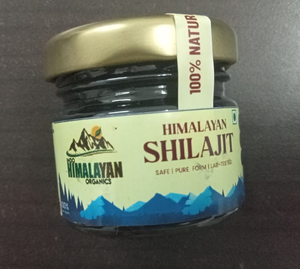 100% NATUR
HIMALAYAN
SHILAJIT
SAFE | PURE FORM | LAB-TESTED
HIMALAYAN
ORGANICS